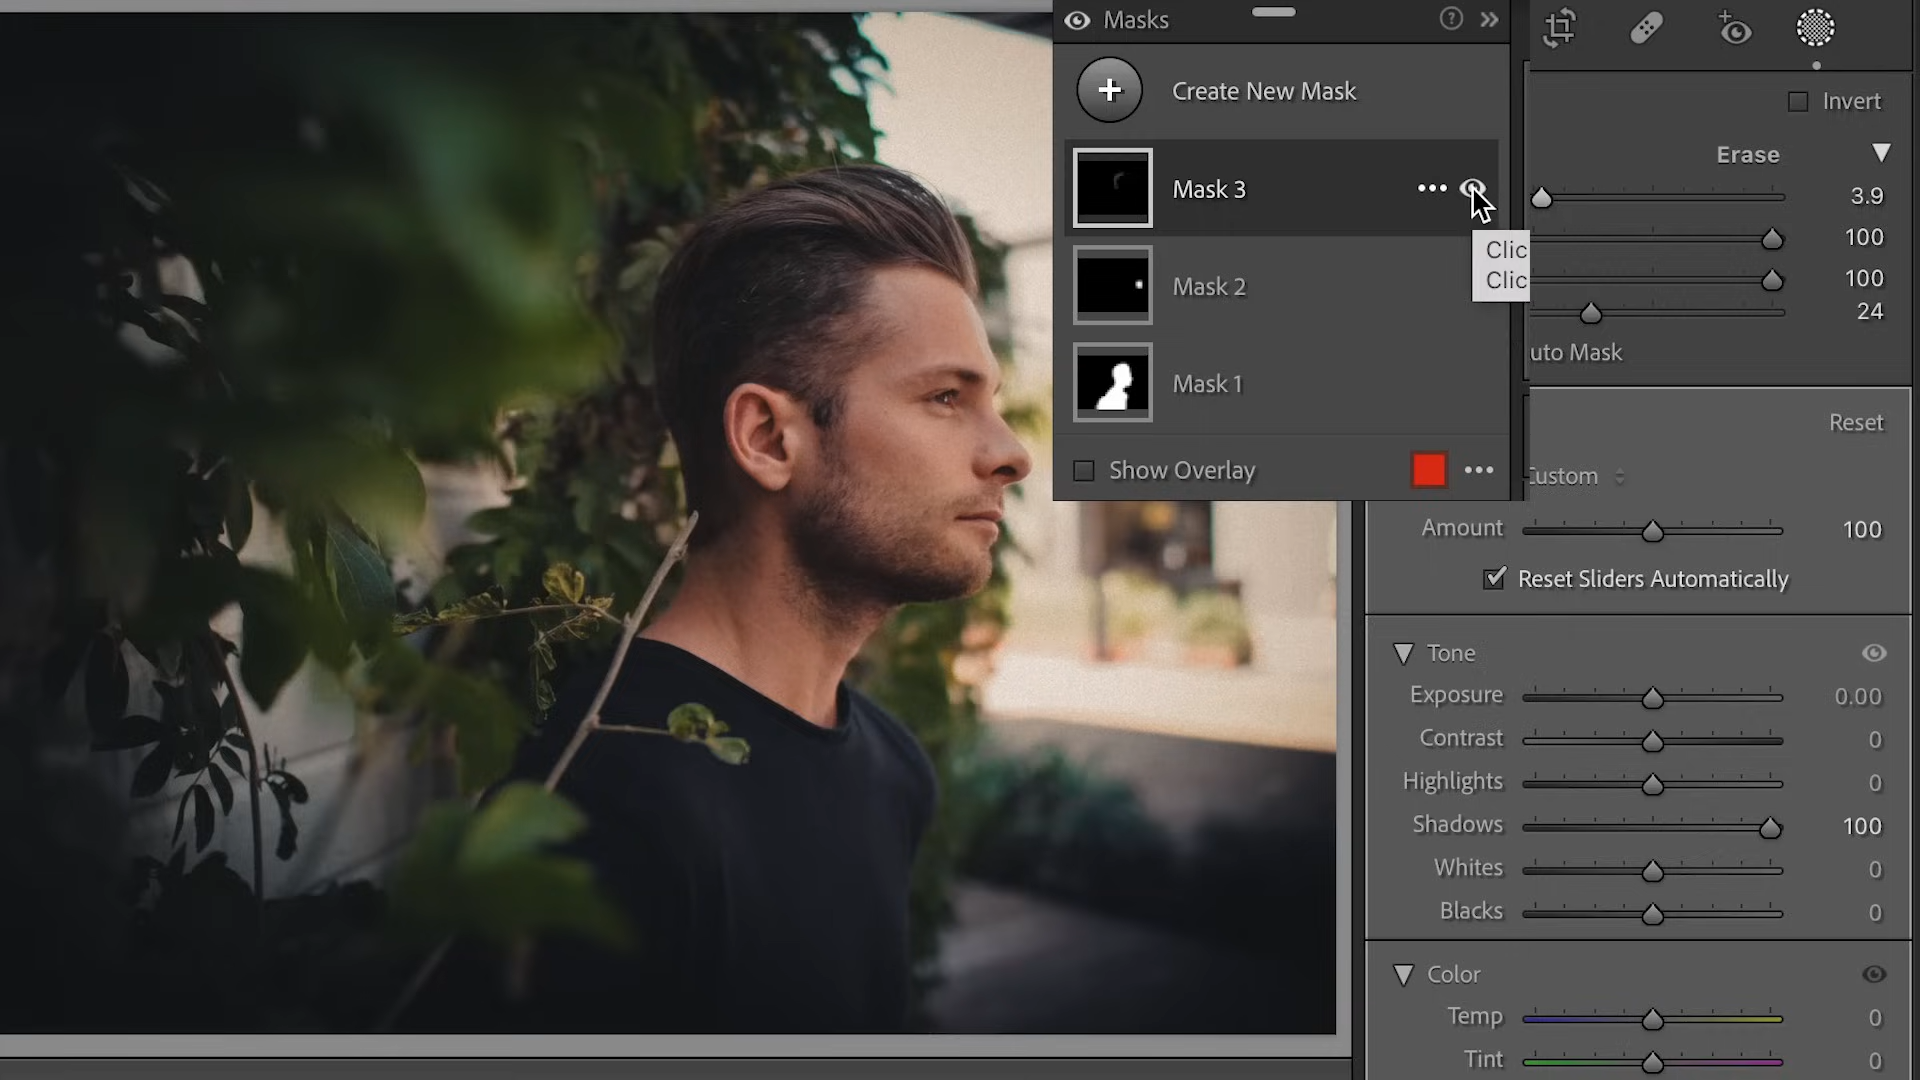 Masks
?
Create New Mask
Mask 3
Clic
Clic
Mask 2
Mask 1
Show Overlay
Invert
Erase
3.9
100
100
24
uto Mask
Reset
Custom
Amount 100
Reset Sliders Automatically
Tone
Exposure 0.00
Contrast 0
Highlights 0
Shadows 100
Whites 0
Blacks 0
Color
Temp 0
Tint 0